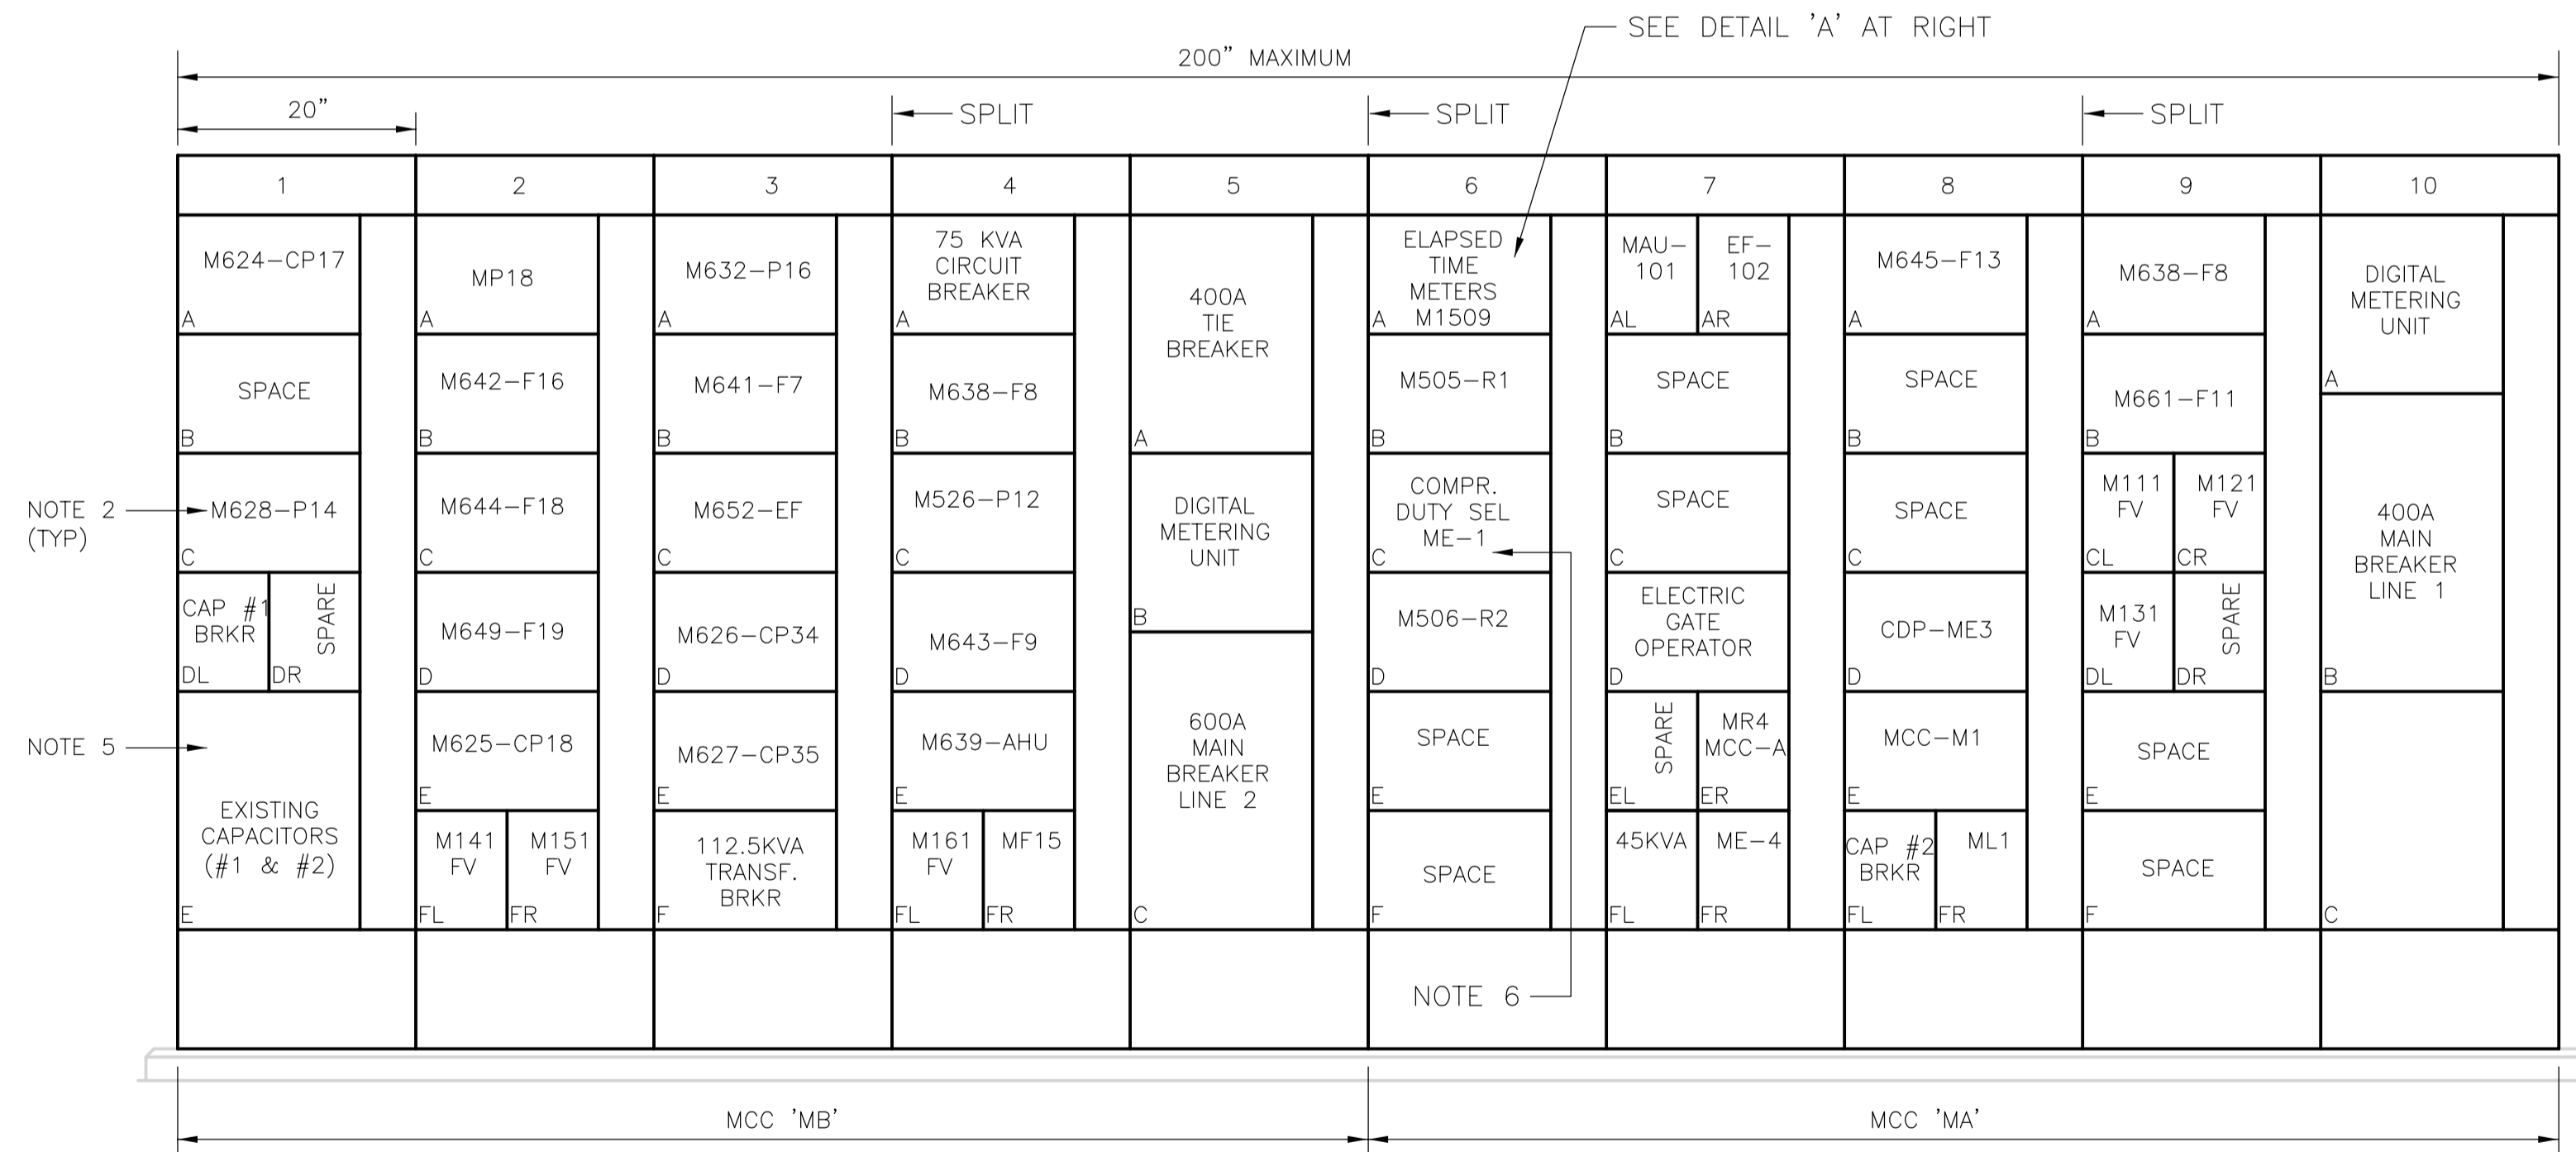 SEE DETAIL 'A' AT RIGHT
200" MAXIMUM
20"
SPLIT
SPLIT
SPLIT
1
2
3
4
5
6
7
8
9
10
M624-CP17
A
SPACE
B
NOTE 2
(TYP)
M628-P14
C
CAP #1
BRKR
DL
SPARE
DR
NOTE 5
EXISTING
CAPACITORS
(#1 & #2)
E
MP18
A
M642-F16
B
M644-F18
C
M649-F19
D
M625-CP18
E
M141
FV
FL
M151
FV
FR
M632-P16
A
M641-F7
B
M652-EF
C
M626-CP34
D
M627-CP35
E
112.5KVA
TRANSF.
BRKR
F
75 KVA
CIRCUIT
BREAKER
A
M638-F8
B
M526-P12
C
M643-F9
D
M639-AHU
E
M161
FV
FL
MF15
FR
400A
TIE
BREAKER
A
DIGITAL
METERING
UNIT
B
600A
MAIN
BREAKER
LINE 2
C
ELAPSED
TIME
METERS
A M1509
M505-R1
B
COMPR.
DUTY SEL
ME-1
C
M506-R2
D
SPACE
E
SPACE
F
NOTE 6
MAU-
101
AL
EF-
102
AR
SPACE
B
SPACE
C
ELECTRIC
GATE
OPERATOR
D
SPARE
EL
MR4
MCC-A
ER
45KVA
FL
ME-4
FR
M645-F13
A
SPACE
B
SPACE
C
CDP-ME3
D
MCC-M1
E
CAP #2
BRKR
FL
ML1
FR
M638-F8
A
M661-F11
B
M111
FV
CL
M121
FV
CR
M131
FV
DL
SPARE
DR
SPACE
E
SPACE
F
DIGITAL
METERING
UNIT
A
400A
MAIN
BREAKER
LINE 1
B
C
MCC 'MB'
MCC 'MA'